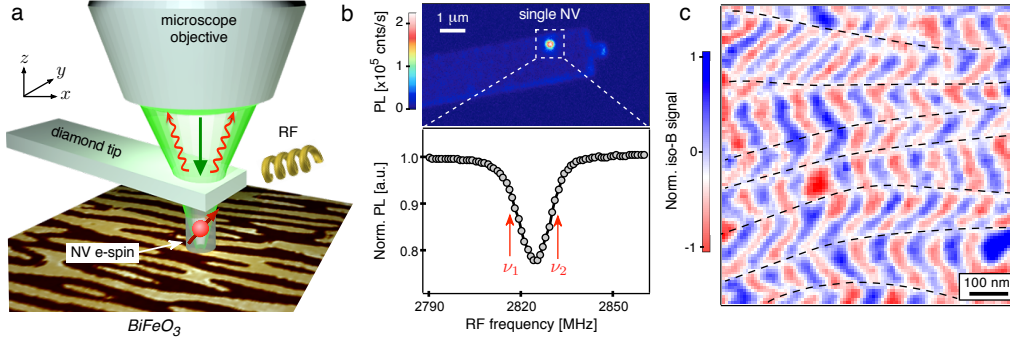 a
microscope
objective
z
y
x
diamond tip
RF
NV e-spin
BiFeO3
b
PL [x10^5 cnts/s]
2
1
0
1 μm
single NV
Norm. PL [a.u.]
1.0
0.9
0.8
ν1
ν2
2790
2820
2850
RF frequency [MHz]
c
Norm. iso-B signal
1
0
-1
100 nm